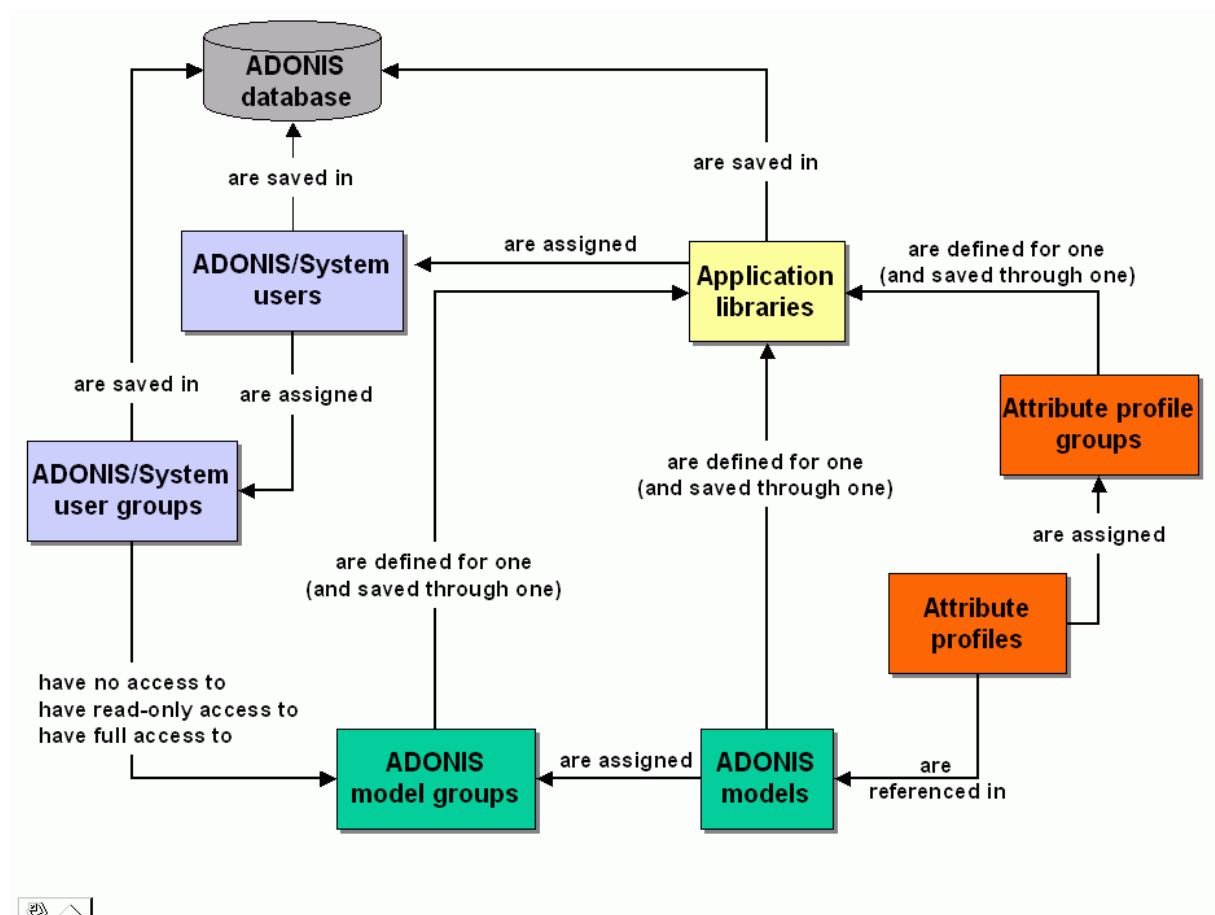 ADONIS
database
are saved in
are saved in
ADONIS/System
users
are assigned
Application
libraries
are defined for one
(and saved through one)
are saved in
are assigned
Attribute profile
groups
ADONIS/System
user groups
are defined for one
(and saved through one)
are assigned
are defined for one
(and saved through one)
Attribute
profiles
have no access to
have read-only access to
have full access to
ADONIS
model groups
are assigned
ADONIS
models
are
referenced in